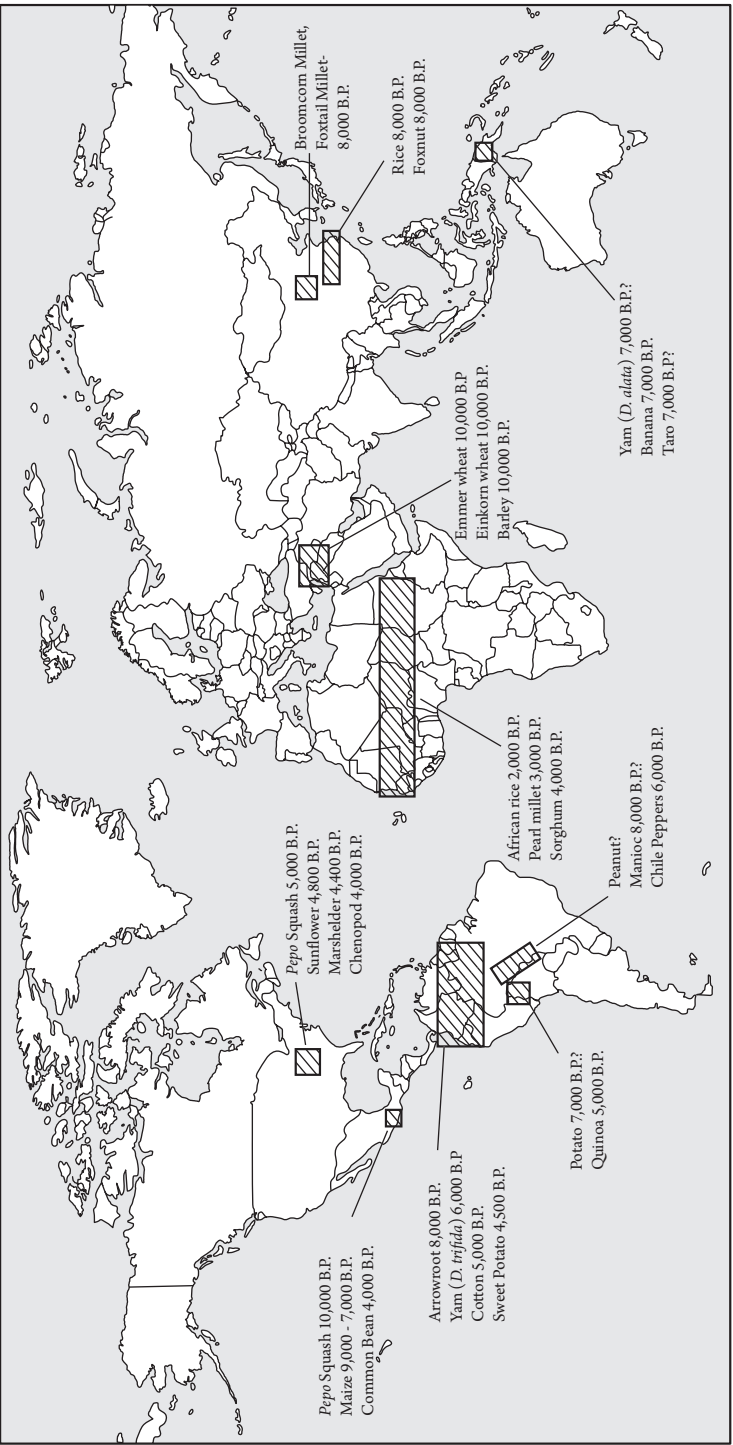 Pepo Squash 10,000 B.P.
Maize 9,000 - 7,000 B.P.
Common Bean 4,000 B.P.
Pepo Squash 5,000 B.P.
Sunflower 4,800 B.P.
Marshelder 4,400 B.P.
Chenopod 4,000 B.P.
Arrowroot 8,000 B.P.
Yam (D. trifida) 6,000 B.P
Cotton 5,000 B.P.
Sweet Potato 4,500 B.P.
Potato 7,000 B.P.?
Quinoa 5,000 B.P.
Peanut?
Manioc 8,000 B.P.?
Chile Peppers 6,000 B.P.
African rice 2,000 B.P.
Pearl millet 3,000 B.P.
Sorghum 4,000 B.P.
Emmer wheat 10,000 B.P
Einkorn wheat 10,000 B.P.
Barley 10,000 B.P.
Broomcorn Millet,
Foxtail Millet-
8,000 B.P.
Rice 8,000 B.P.
Foxnut 8,000 B.P.
Yam (D. alata) 7,000 B.P.?
Banana 7,000 B.P.
Taro 7,000 B.P.?